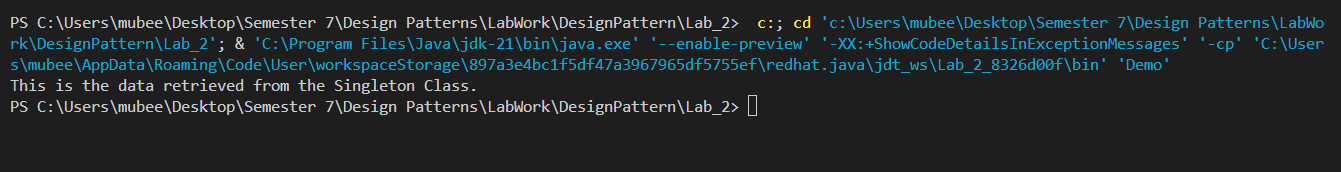 PS C:\Users\mubee\Desktop\Semester 7\Design Patterns\LabWork\DesignPattern\Lab_2>  c:; cd 'c:\Users\mubee\Desktop\Semester 7\Design Patterns\LabWo
rk\DesignPattern\Lab_2'; & 'C:\Program Files\Java\jdk-21\bin\java.exe' '--enable-preview' '-XX:+ShowCodeDetailsInExceptionMessages' '-cp' 'C:\User
s\mubee\AppData\Roaming\Code\User\workspaceStorage\897a3e4bc1f5df47a3967965df5755ef\redhat.java\jdt_ws\Lab_2_8326d00f\bin' 'Demo'
This is the data retrieved from the Singleton Class.
PS C:\Users\mubee\Desktop\Semester 7\Design Patterns\LabWork\DesignPattern\Lab_2>